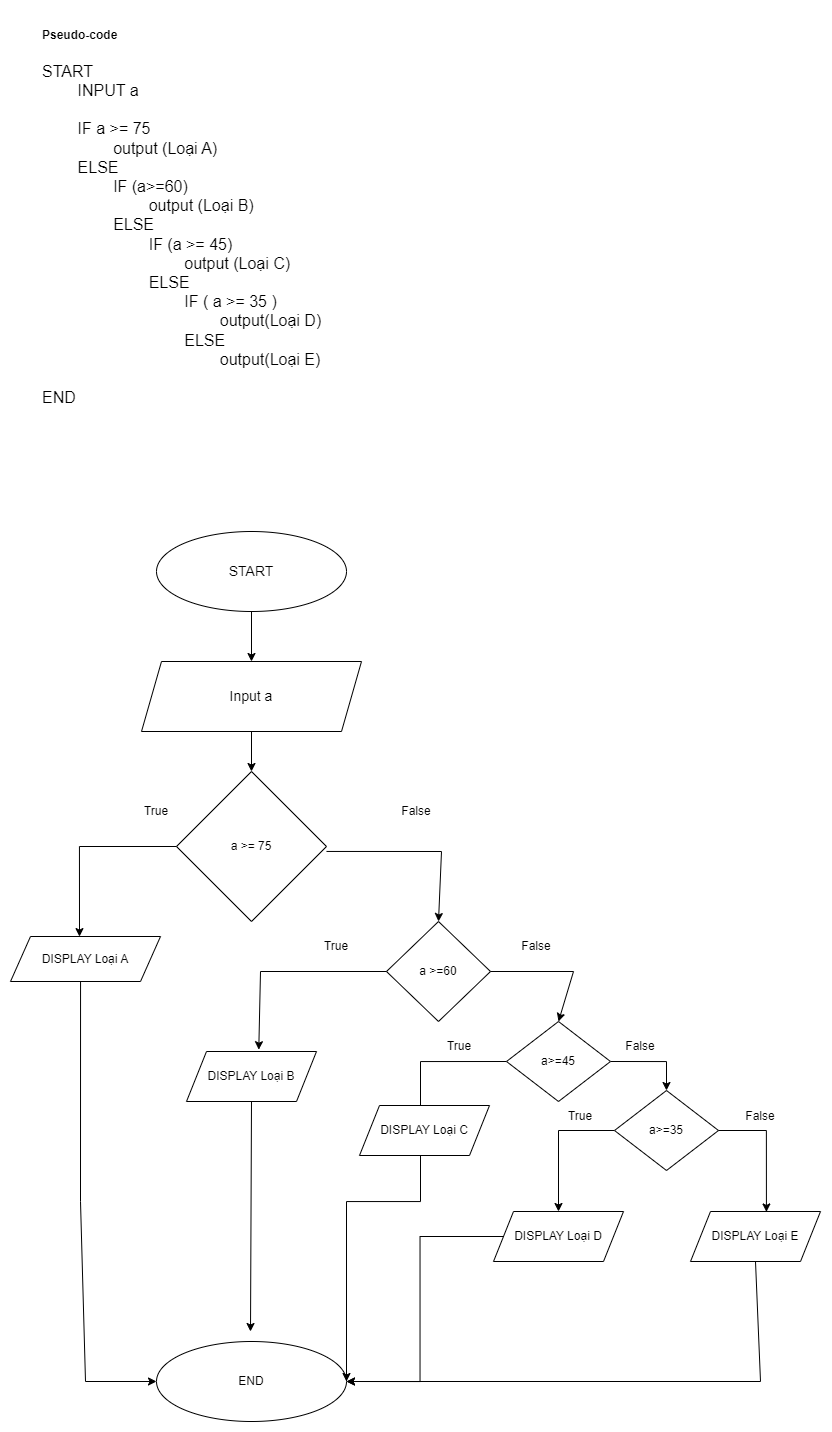 Pseudo-code
START
INPUT a
IF a >= 75
output (Loại A)
ELSE
IF (a>=60)
output (Loại B)
ELSE
IF (a >= 45)
output (Loại C)
ELSE
IF ( a >= 35 )
output(Loại D)
ELSE
output(Loại E)
END
START
Input a
True
False
a >= 75
DISPLAY Loại A
True
False
a >=60
DISPLAY Loại B
True
False
a>=45
DISPLAY Loại C
True
False
a>=35
DISPLAY Loại D
DISPLAY Loại E
END